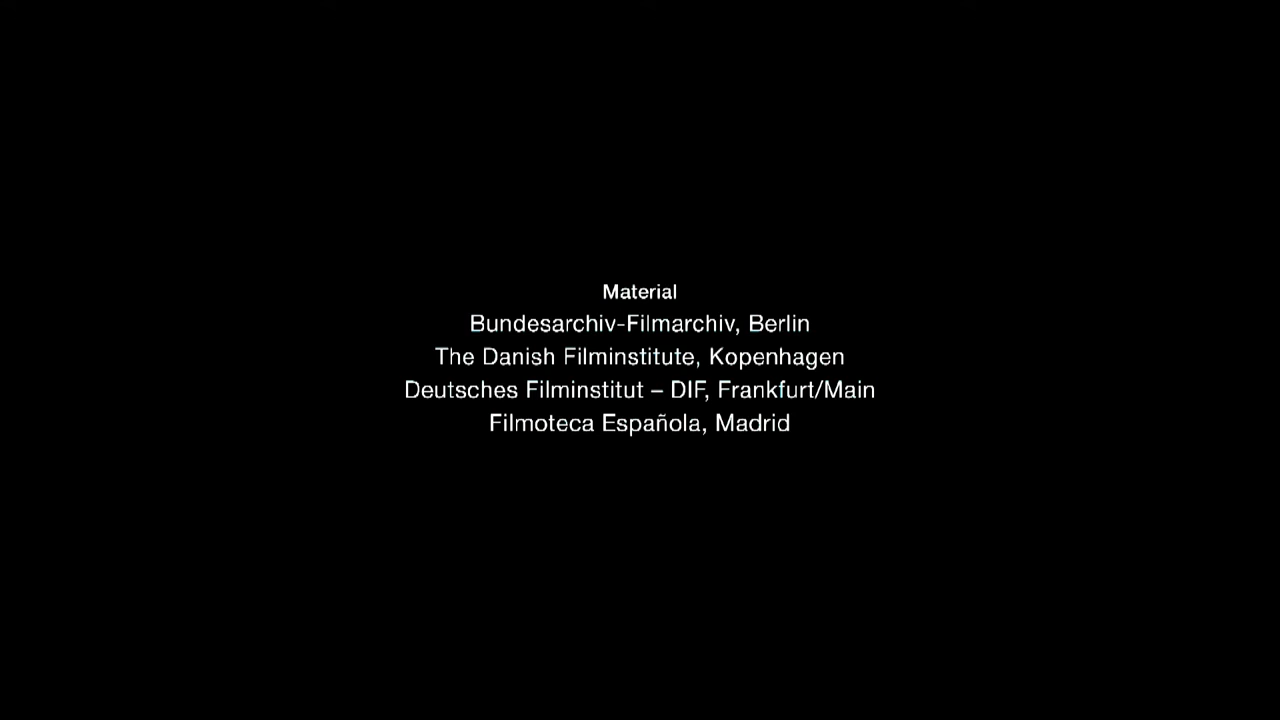 Material
Bundesarchiv-Filmarchiv, Berlin
The Danish Filminstitute, Kopenhagen
Deutsches Filminstitut – DIF, Frankfurt/Main
Filmoteca Española, Madrid